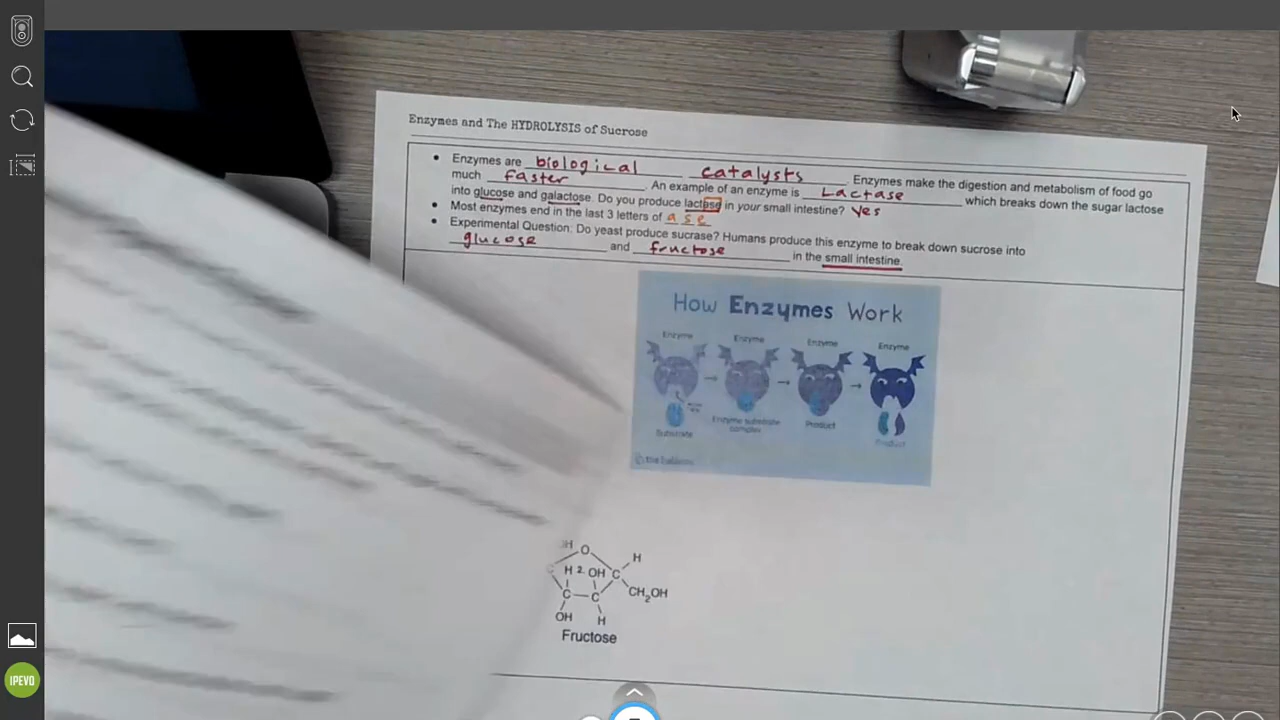 Enzymes and The HYDROLYSIS of Sucrose
• Enzymes are biological catalysts. Enzymes make the digestion and metabolism of food go
much faster. An example of an enzyme is Lactase which breaks down the sugar lactose
into glucose and galactose. Do you produce lactase in your small intestine? Yes
• Most enzymes end in the last 3 letters of ase
• Experimental Question: Do yeast produce sucrase? Humans produce this enzyme to break down sucrose into
glucose and fructose in the small intestine.
How Enzymes Work
Enzyme Enzyme Enzyme Enzyme
Substrate Enzyme substrate complex Product Product
H O H
H 2. OH C
CH2OH
C C
OH H
Fructose
IPEVO